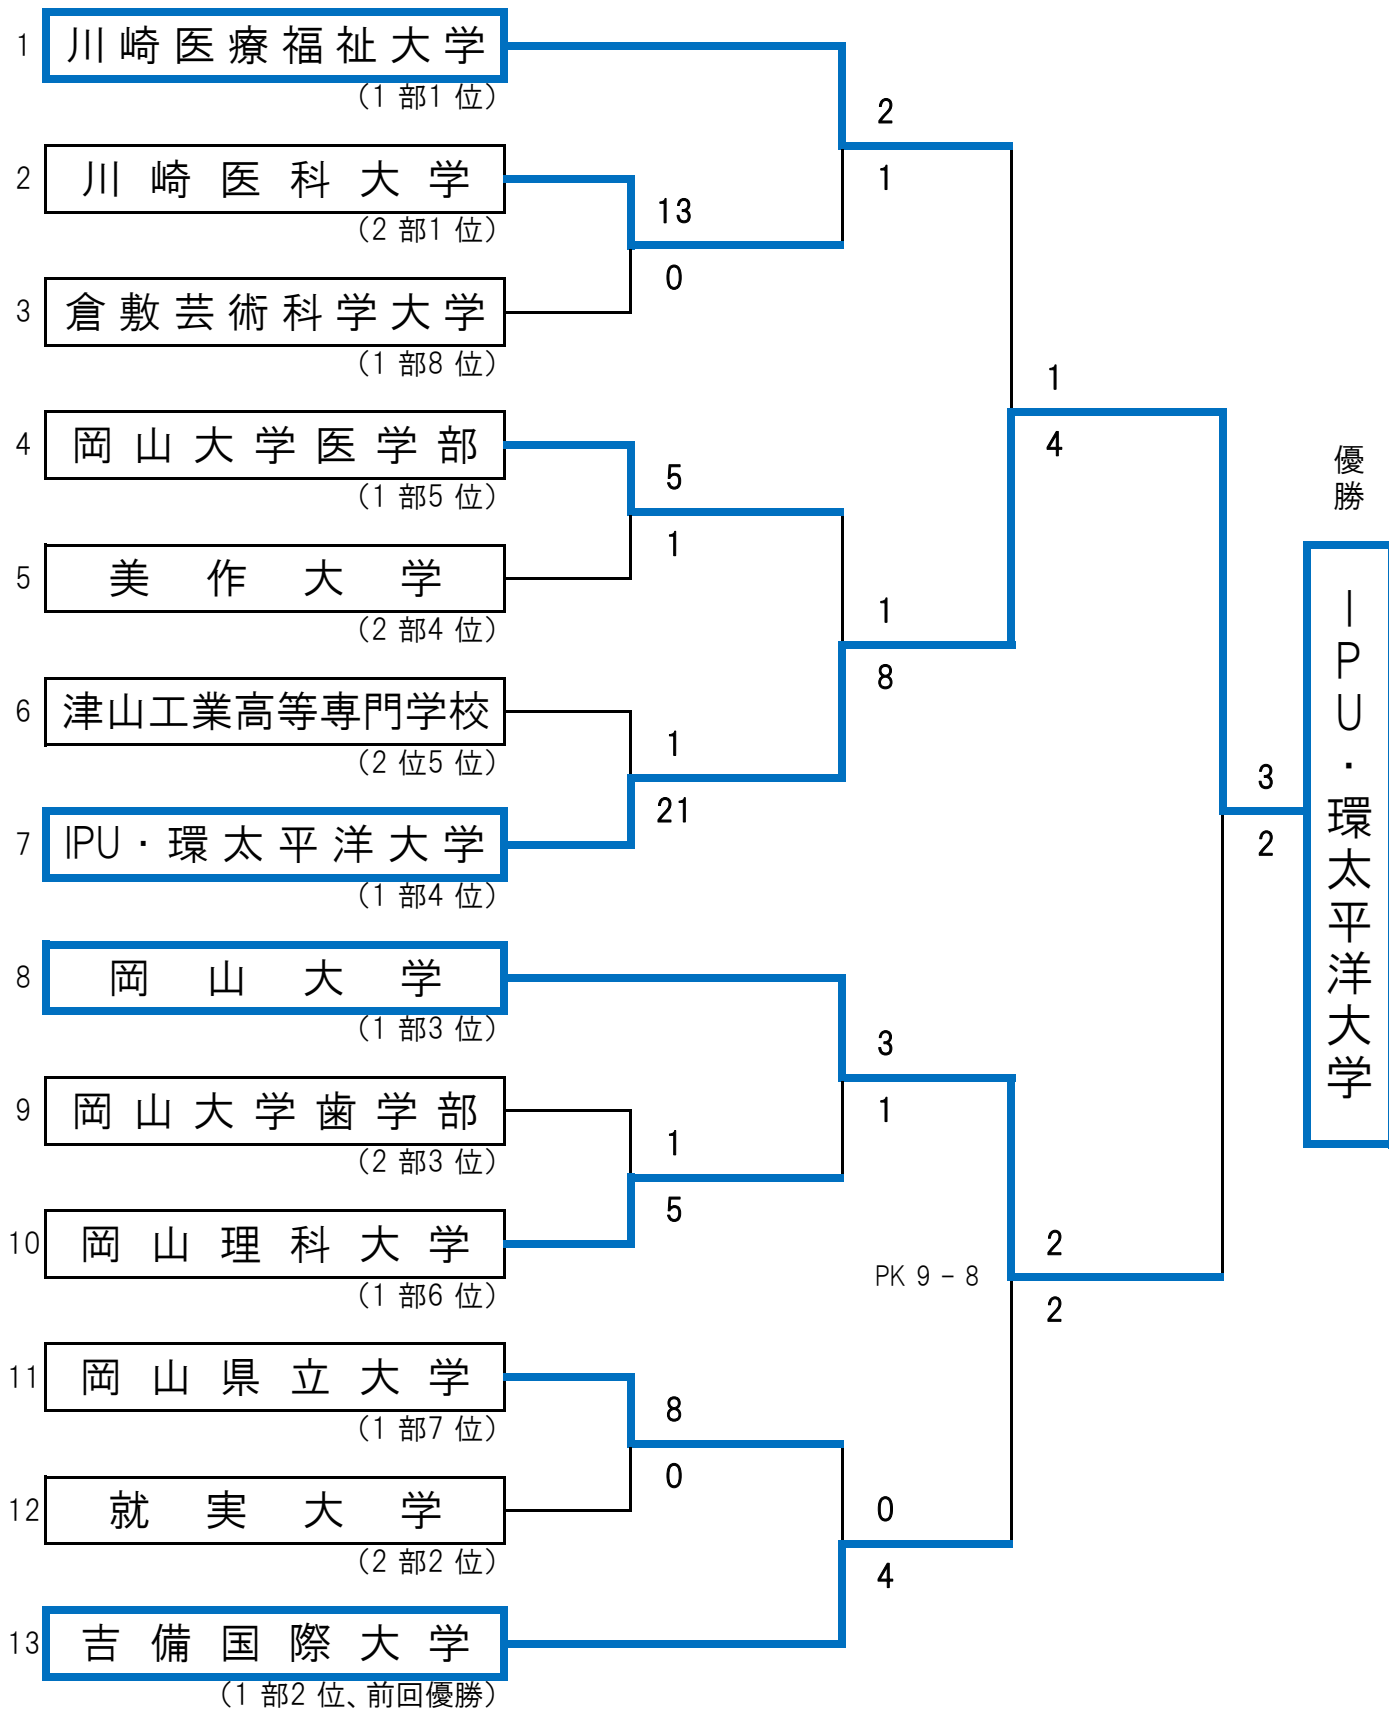 1 川崎医療福祉大学
（1部1位）
2
1
2 川崎医科大学
（2部1位）
13
0
3 倉敷芸術科学大学
（1部8位）
1
4
4 岡山大学医学部
（1部5位）
5
1
5 美作大学
（2部4位）
1
8
6 津山工業高等専門学校
（2位5位）
1
21
7 IPU・環太平洋大学
（1部4位）
3
2
優勝
IPU・環太平洋大学
8 岡山大学
（1部3位）
3
1
9 岡山大学歯学部
（2部3位）
1
5
10 岡山理科大学
（1部6位）
2
PK 9 － 8
2
11 岡山県立大学
（1部7位）
8
0
12 就実大学
（2部2位）
0
4
13 吉備国際大学
（1部2位、前回優勝）